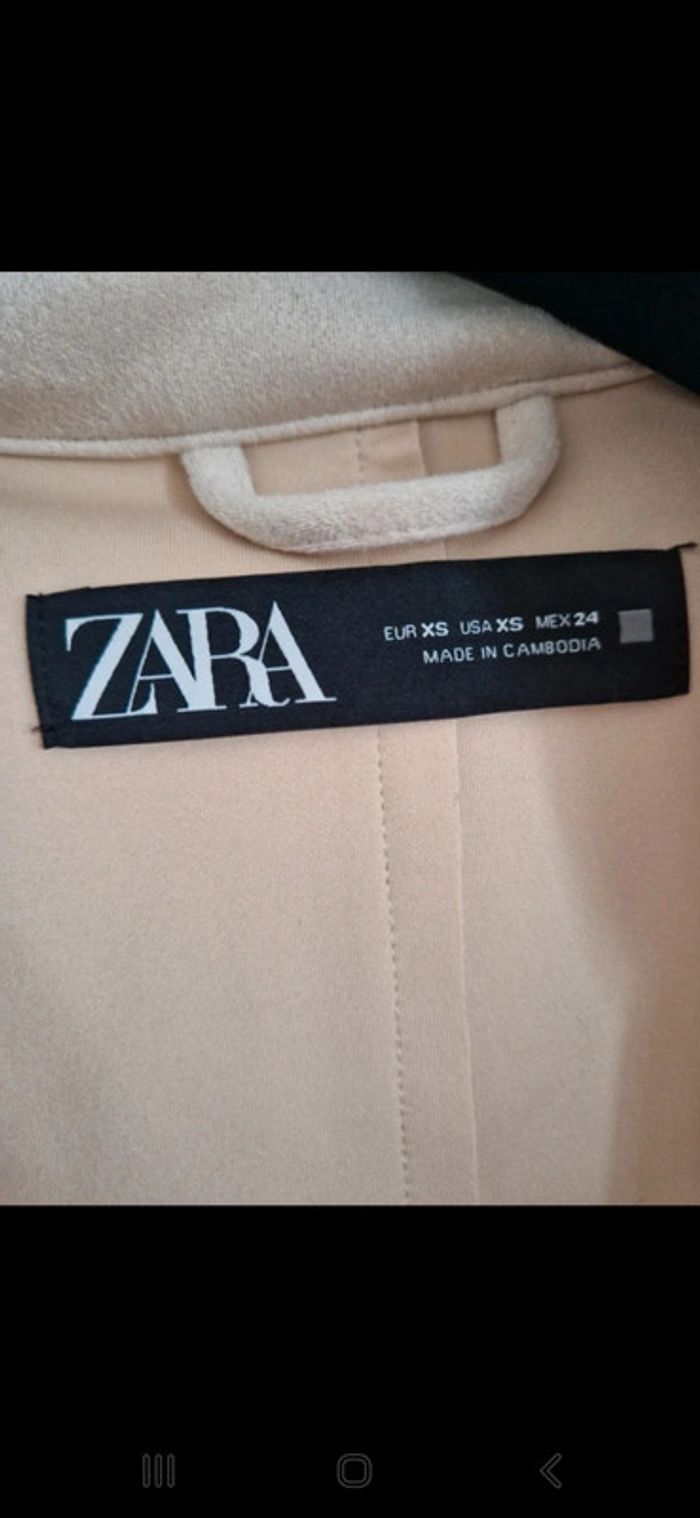 ZARA
EUR XS USA XS MEX 24
MADE IN CAMBODIA